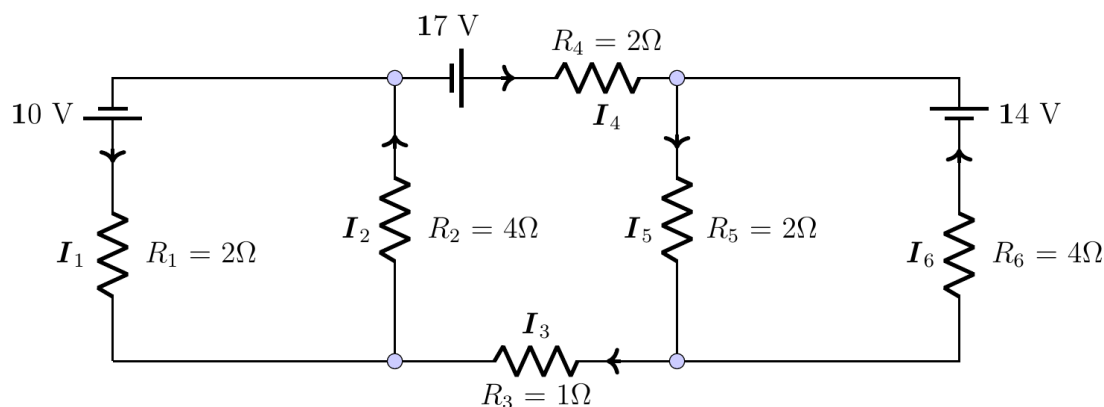 17 V
R₄ = 2Ω
10 V
14 V
I₄
I₂
R₂ = 4Ω
I₅
R₅ = 2Ω
I₁
R₁ = 2Ω
I₆
R₆ = 4Ω
I₃
R₃ = 1Ω